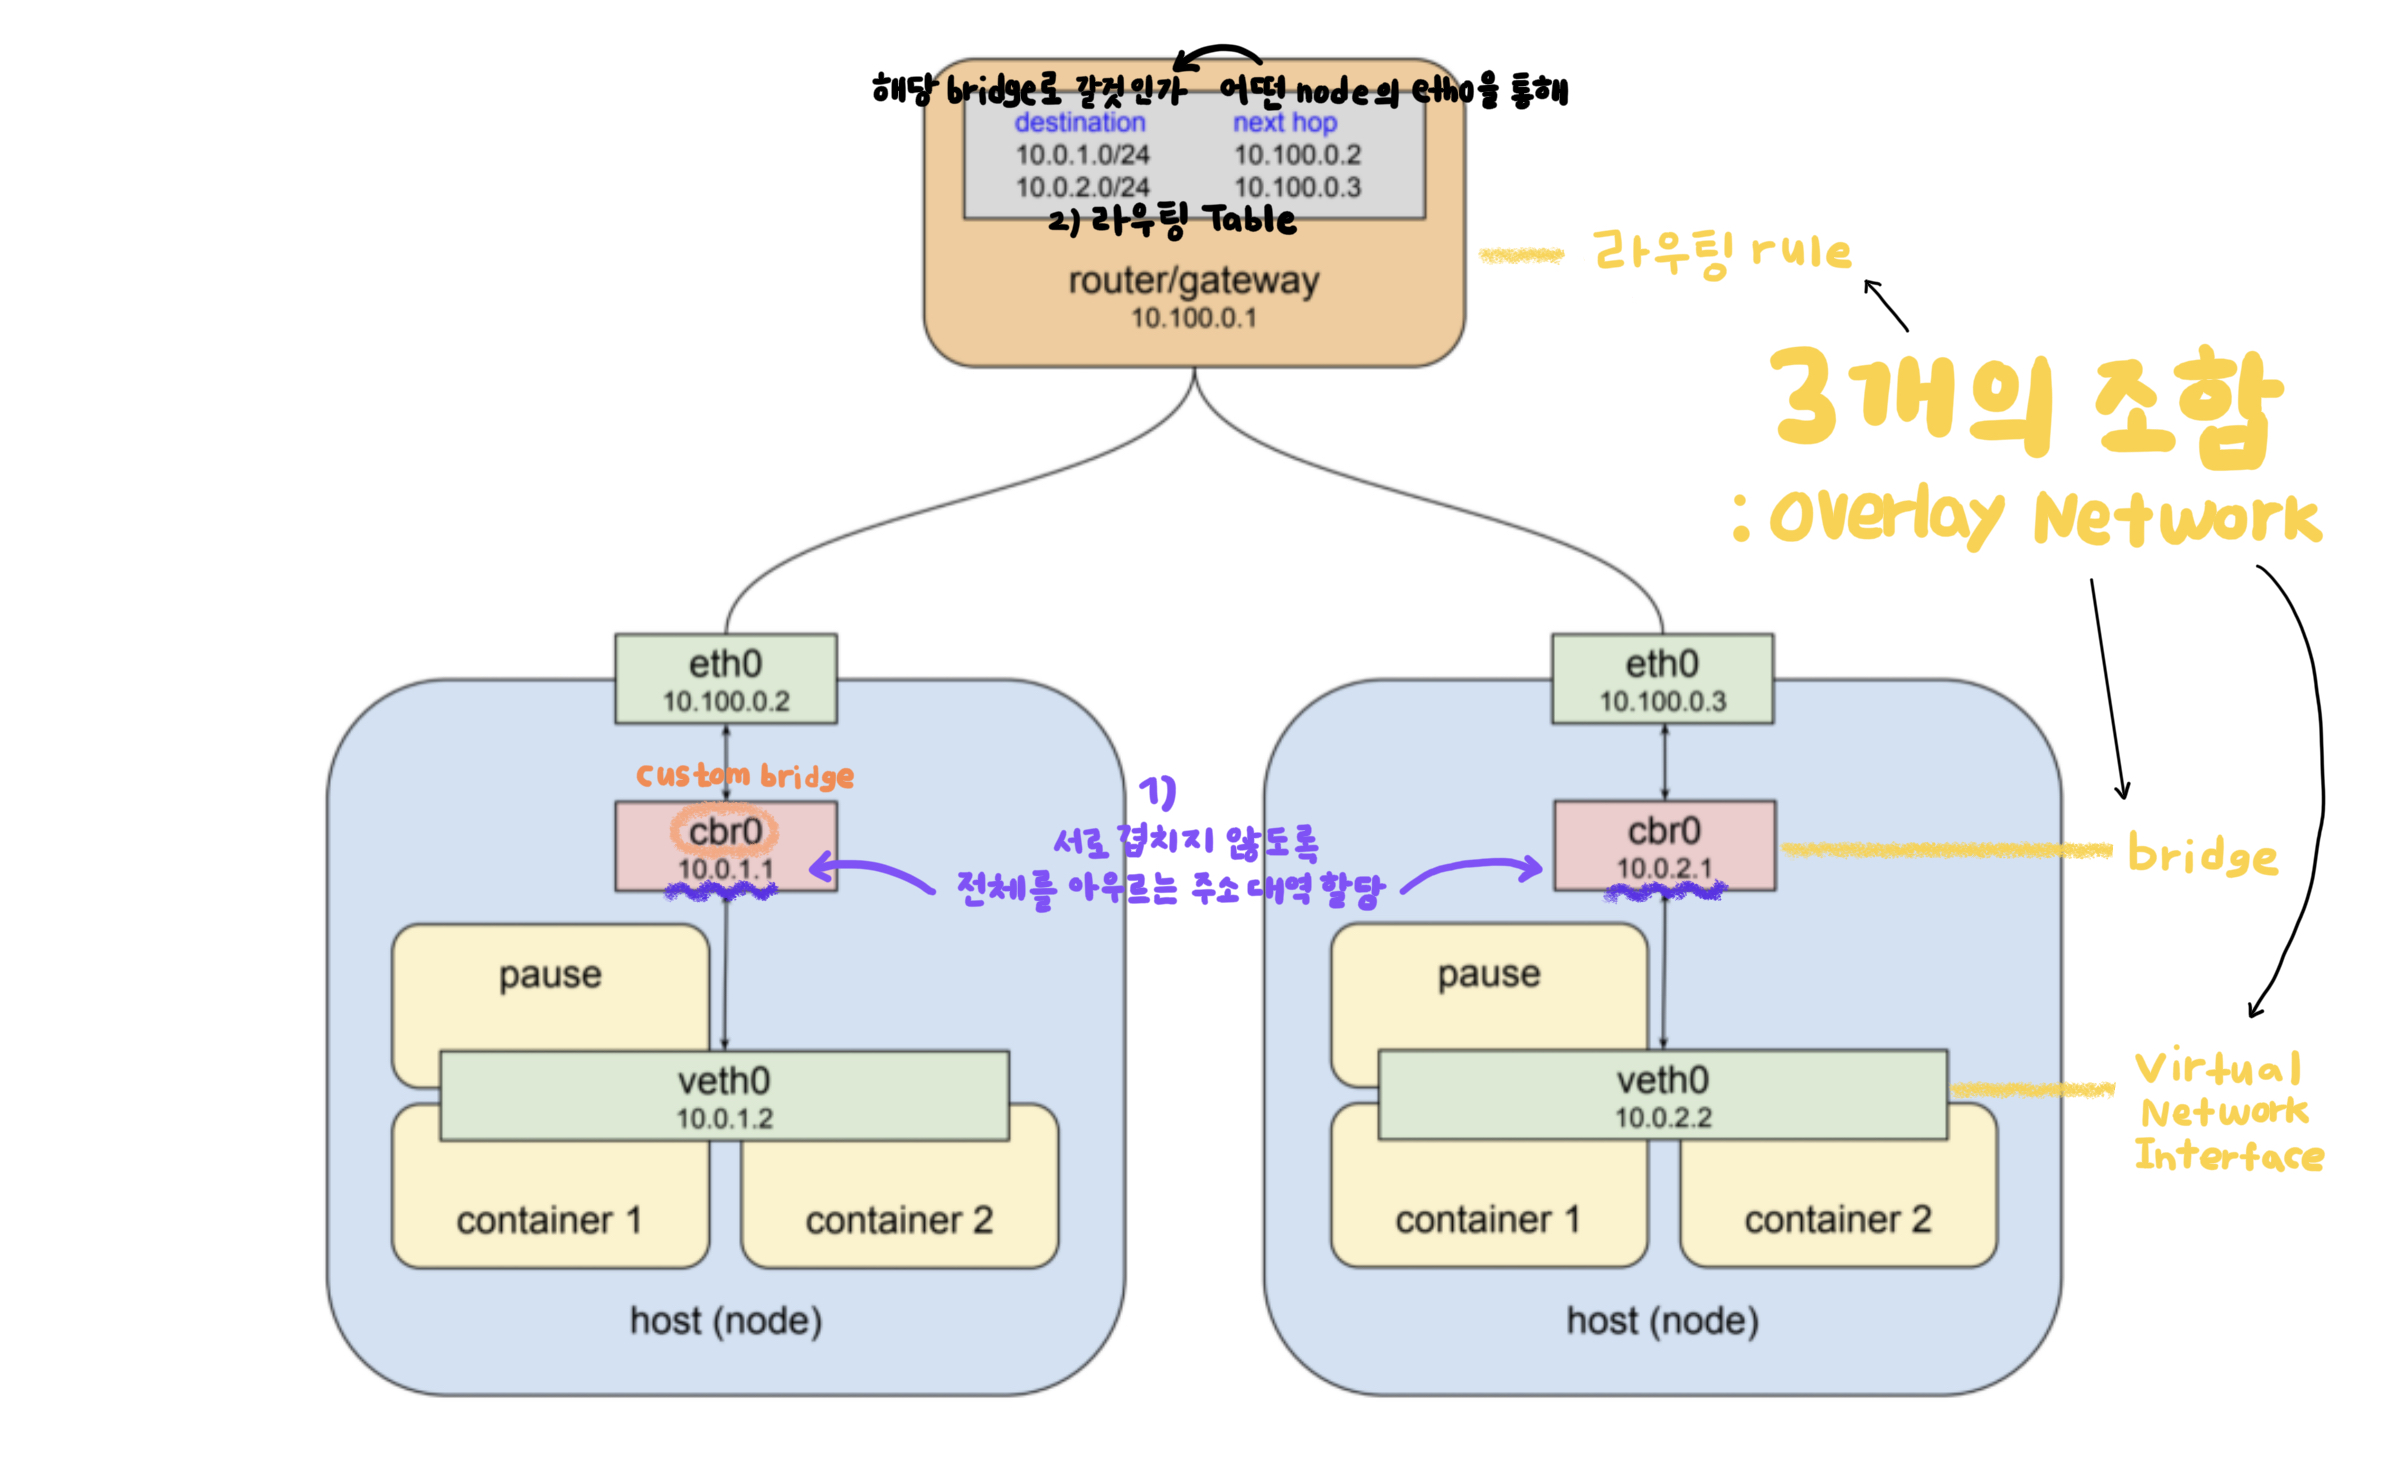 해당 bridge로 갈것인가 어떤 node의 eth0을 통해
destination next hop
10.0.1.0/24 10.100.0.2
10.0.2.0/24 10.100.0.3
2) 라우팅 Table
router/gateway
10.100.0.1
라우팅 rule
3개의 조합
: Overlay Network
eth0
10.100.0.2
custom bridge
cbr0
10.0.1.1
1)
서로 겹치지 않도록
전체를 아우르는 주소 대역 할당
eth0
10.100.0.3
cbr0
10.0.2.1
bridge
pause
veth0
10.0.1.2
container 1
container 2
host (node)
pause
veth0
10.0.2.2
container 1
container 2
host (node)
Virtual
Network
Interface